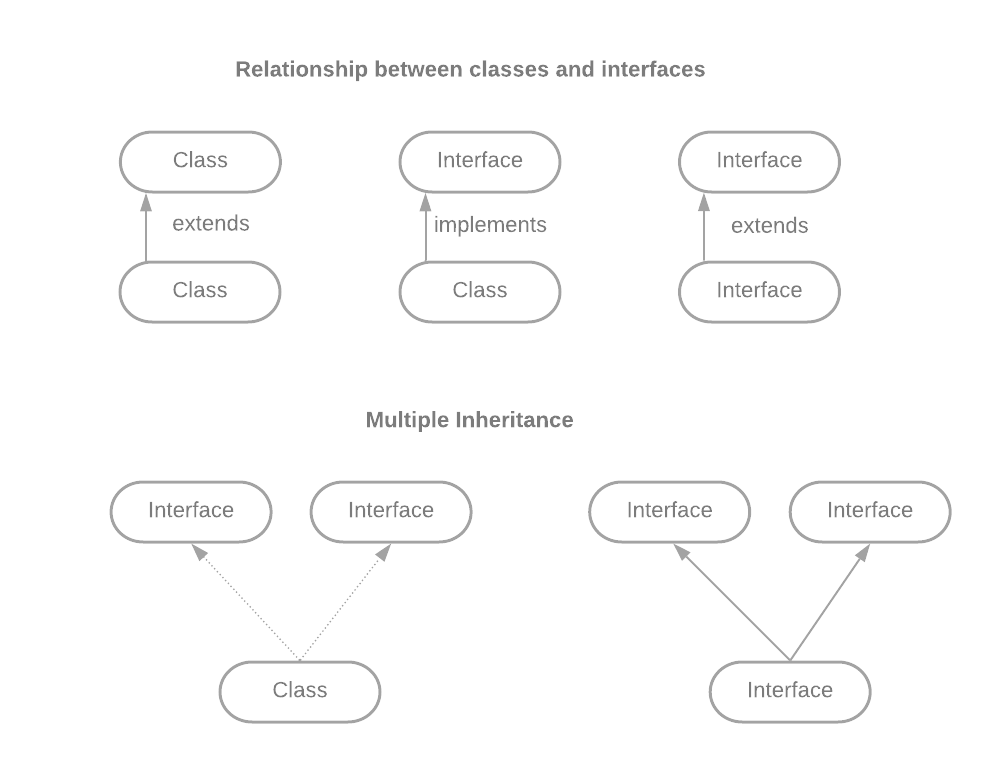 Relationship between classes and interfaces
Class
Interface
Interface
extends
implements
extends
Class
Class
Interface
Multiple Inheritance
Interface
Interface
Interface
Interface
Class
Interface